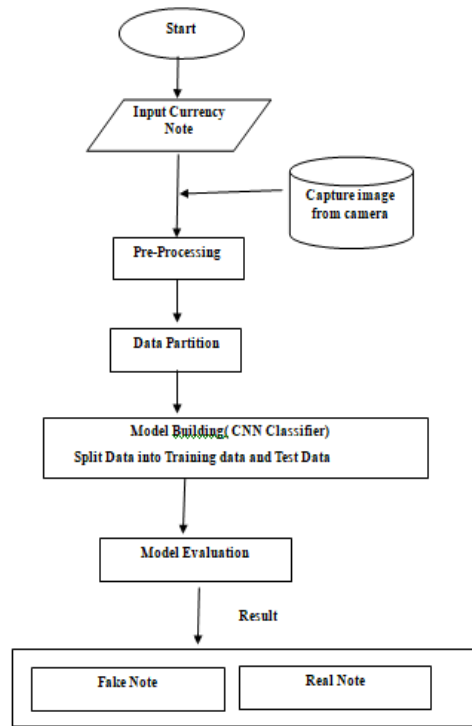 Start
Input Currency
Note
Capture image
from camera
Pre-Processing
Data Partition
Model Building( CNN Classifier)
Split Data into Training data and Test Data
Model Evaluation
Result
Fake Note
Real Note